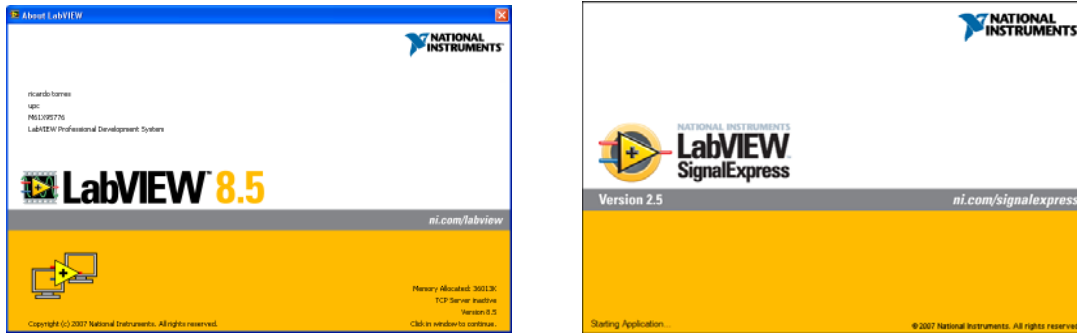 About LabVIEW
NATIONAL
INSTRUMENTS
ricardo torres
upc
M61X95776
LabVIEW Professional Development System
LabVIEW™ 8.5
ni.com/labview
Memory Allocated: 36013K
TCP Server inactive
Version 8.5
Copyright (c) 2007 National Instruments. All rights reserved.
Click in window to continue.
NATIONAL
INSTRUMENTS
NATIONAL INSTRUMENTS
LabVIEW
SignalExpress
Version 2.5
ni.com/signalexpress
Starting Application...
© 2007 National Instruments. All rights reserved